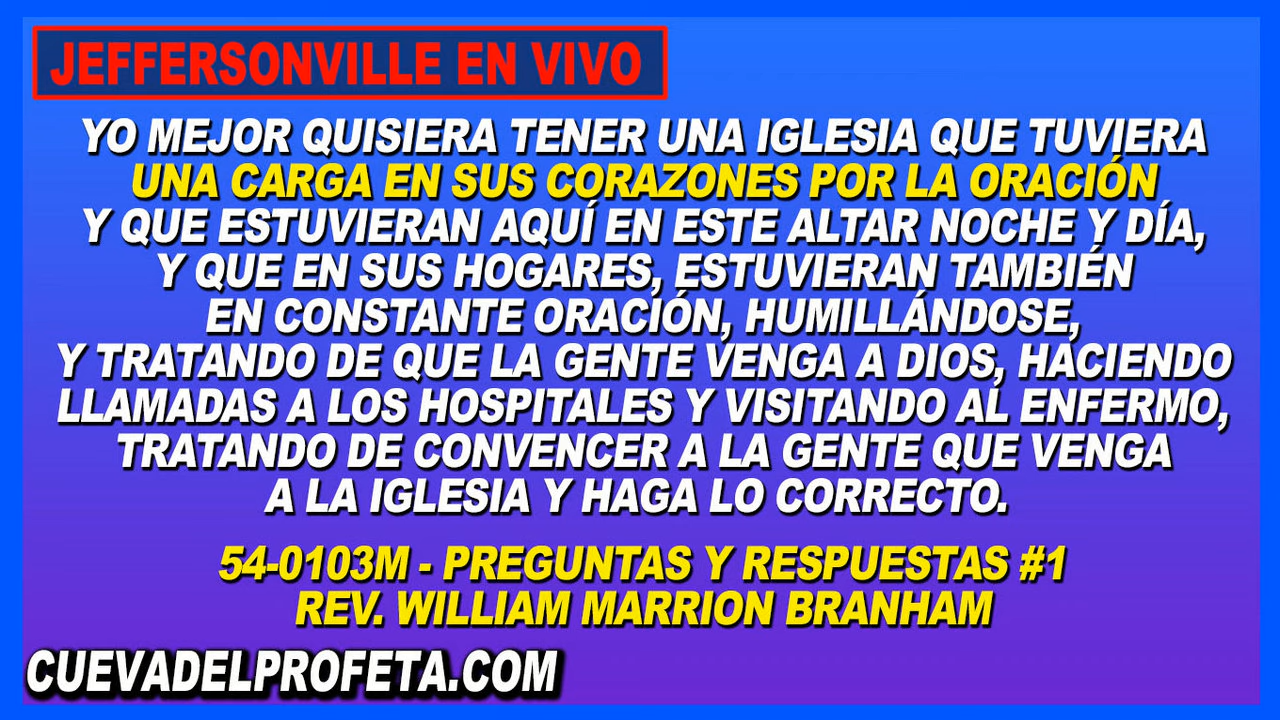 JEFFERSONVILLE EN VIVO
YO MEJOR QUISIERA TENER UNA IGLESIA QUE TUVIERA
UNA CARGA EN SUS CORAZONES POR LA ORACIÓN
Y QUE ESTUVIERAN AQUÍ EN ESTE ALTAR NOCHE Y DÍA,
Y QUE EN SUS HOGARES, ESTUVIERAN TAMBIÉN
EN CONSTANTE ORACIÓN, HUMILLÁNDOSE,
Y TRATANDO DE QUE LA GENTE VENGA A DIOS, HACIENDO
LLAMADAS A LOS HOSPITALES Y VISITANDO AL ENFERMO,
TRATANDO DE CONVENCER A LA GENTE QUE VENGA
A LA IGLESIA Y HAGA LO CORRECTO.
54-0103M - PREGUNTAS Y RESPUESTAS #1
REV. WILLIAM MARRION BRANHAM
CUEVADELPROFETA.COM